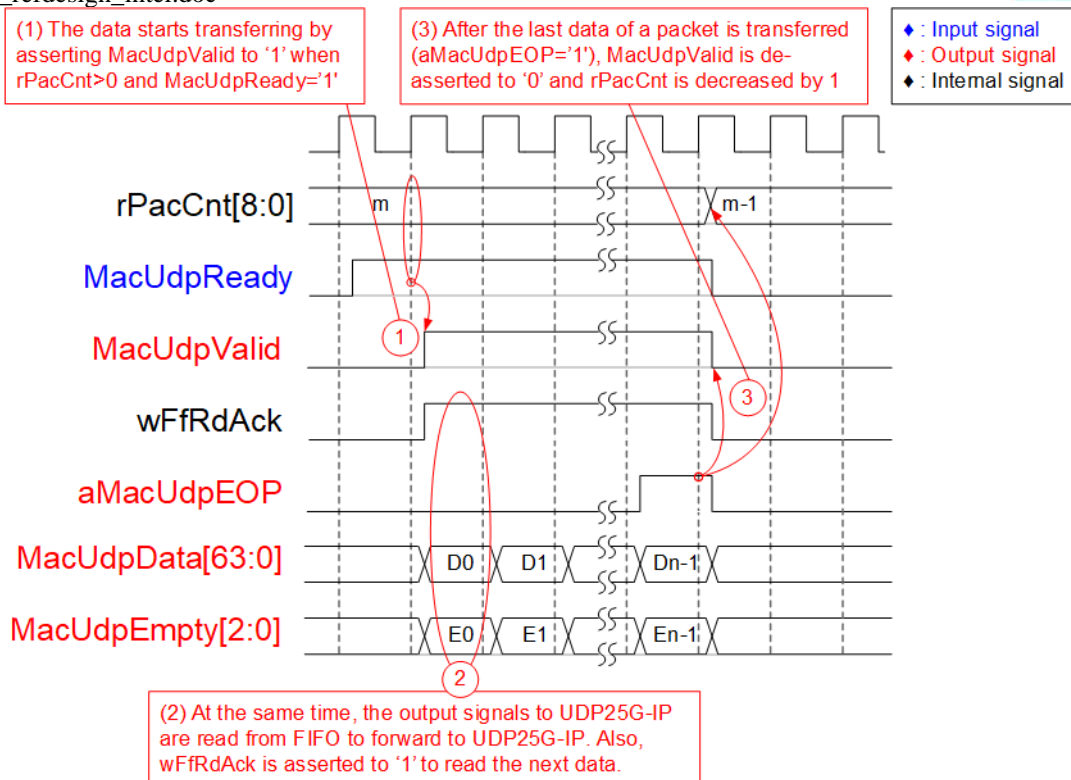 _refdesign_intel.doc
(1) The data starts transferring by
asserting MacUdpValid to ‘1’ when
rPacCnt>0 and MacUdpReady=‘1’
(3) After the last data of a packet is transferred
(aMacUdpEOP=‘1’), MacUdpValid is de-
asserted to ‘0’ and rPacCnt is decreased by 1
♦ : Input signal
♦ : Output signal
♦ : Internal signal
rPacCnt[8:0]
m
m-1
MacUdpReady
MacUdpValid
1
3
wFfRdAck
aMacUdpEOP
MacUdpData[63:0]
D0
D1
Dn-1
MacUdpEmpty[2:0]
E0
E1
En-1
2
(2) At the same time, the output signals to UDP25G-IP
are read from FIFO to forward to UDP25G-IP. Also,
wFfRdAck is asserted to ‘1’ to read the next data.